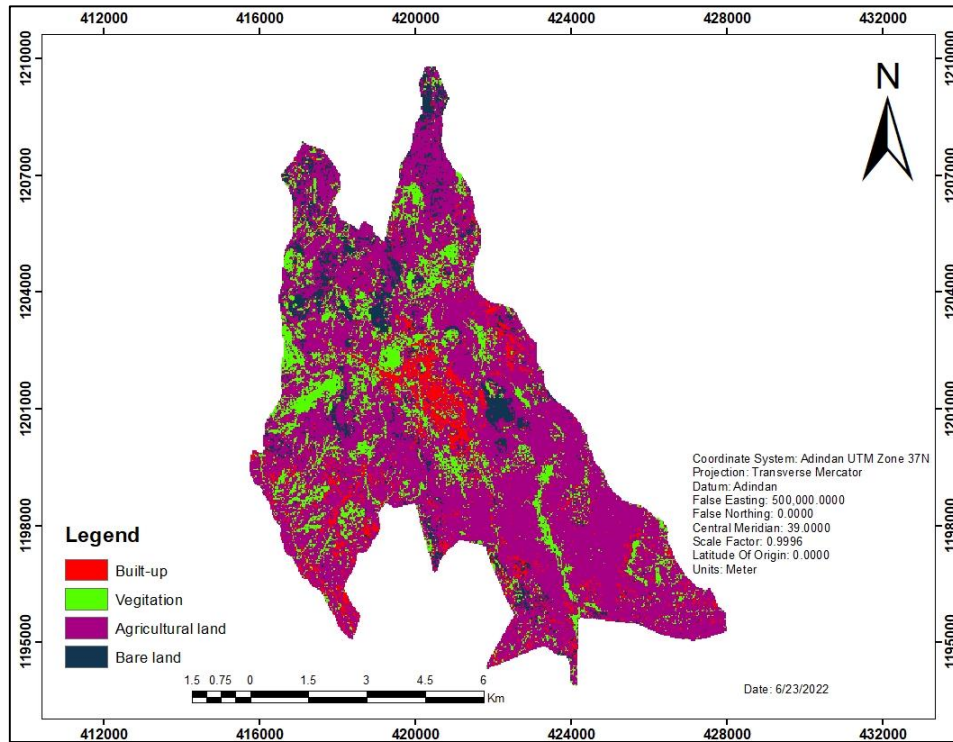 412000 416000 420000 424000 428000 432000
1210000 1210000
N
1207000 1207000
1204000 1204000
1201000 1201000
Coordinate System: Adindan UTM Zone 37N
Projection: Transverse Mercator
Datum: Adindan
False Easting: 500,000.0000
False Northing: 0.0000
Central Meridian: 39.0000
Scale Factor: 0.9996
Latitude Of Origin: 0.0000
Units: Meter
1198000 1198000
Legend
Built-up
Vegitation
Agricultural land
Bare land
1195000 1195000
1.5 0.75 0 1.5 3 4.5 6
Km
Date: 6/23/2022
412000 416000 420000 424000 428000 432000